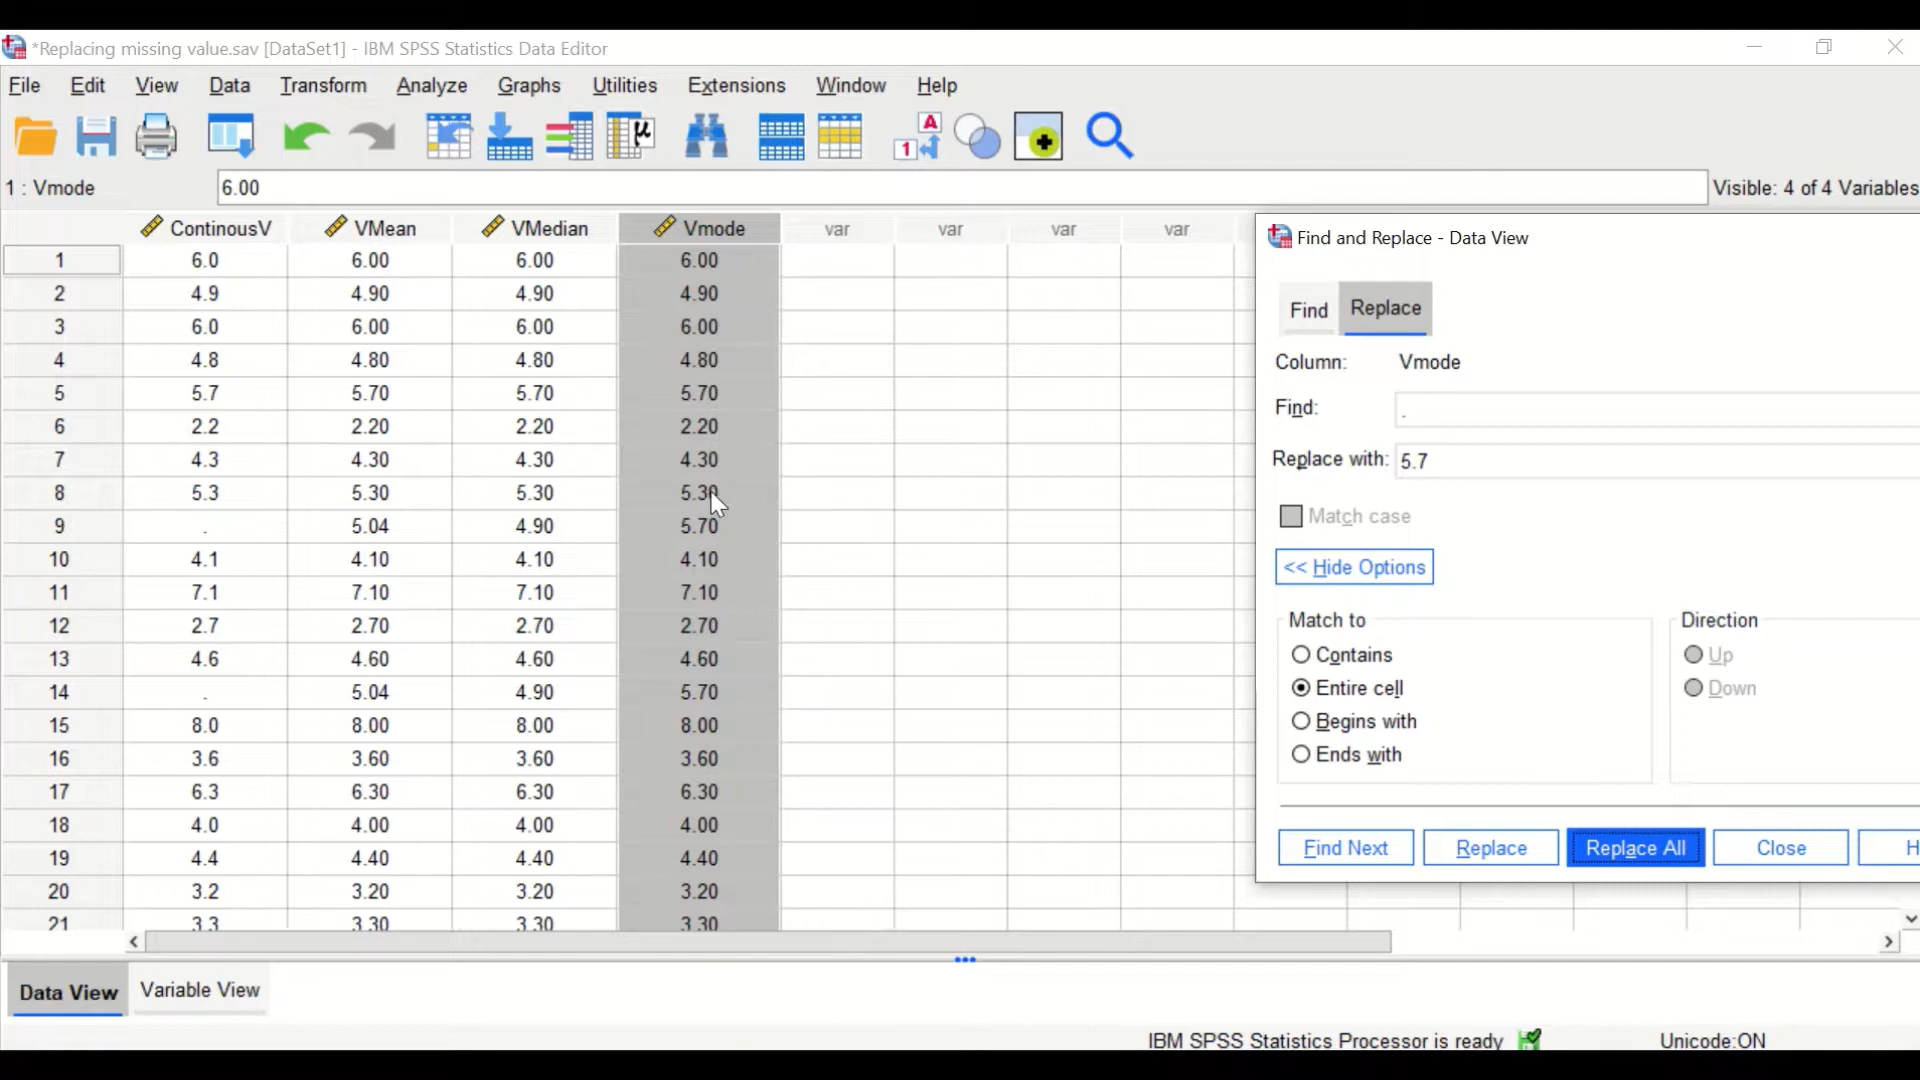 *Replacing missing value.sav [DataSet1] - IBM SPSS Statistics Data Editor
File Edit View Data Transform Analyze Graphs Utilities Extensions Window Help
1 : Vmode 6.00 Visible: 4 of 4 Variables
ContinousV VMean VMedian Vmode var var var var
1 6.0 6.00 6.00 6.00
2 4.9 4.90 4.90 4.90
3 6.0 6.00 6.00 6.00
4 4.8 4.80 4.80 4.80
5 5.7 5.70 5.70 5.70
6 2.2 2.20 2.20 2.20
7 4.3 4.30 4.30 4.30
8 5.3 5.30 5.30 5.30
9 . 5.04 4.90 5.70
10 4.1 4.10 4.10 4.10
11 7.1 7.10 7.10 7.10
12 2.7 2.70 2.70 2.70
13 4.6 4.60 4.60 4.60
14 . 5.04 4.90 5.70
15 8.0 8.00 8.00 8.00
16 3.6 3.60 3.60 3.60
17 6.3 6.30 6.30 6.30
18 4.0 4.00 4.00 4.00
19 4.4 4.40 4.40 4.40
20 3.2 3.20 3.20 3.20
21 3.3 3.30 3.30 3.30
Find and Replace - Data View
Find Replace
Column: Vmode
Find: .
Replace with: 5.7
Match case
<< Hide Options
Match to
Contains
Entire cell
Begins with
Ends with
Direction
Up
Down
Find Next Replace Replace All Close H
Data View Variable View
IBM SPSS Statistics Processor is ready Unicode:ON